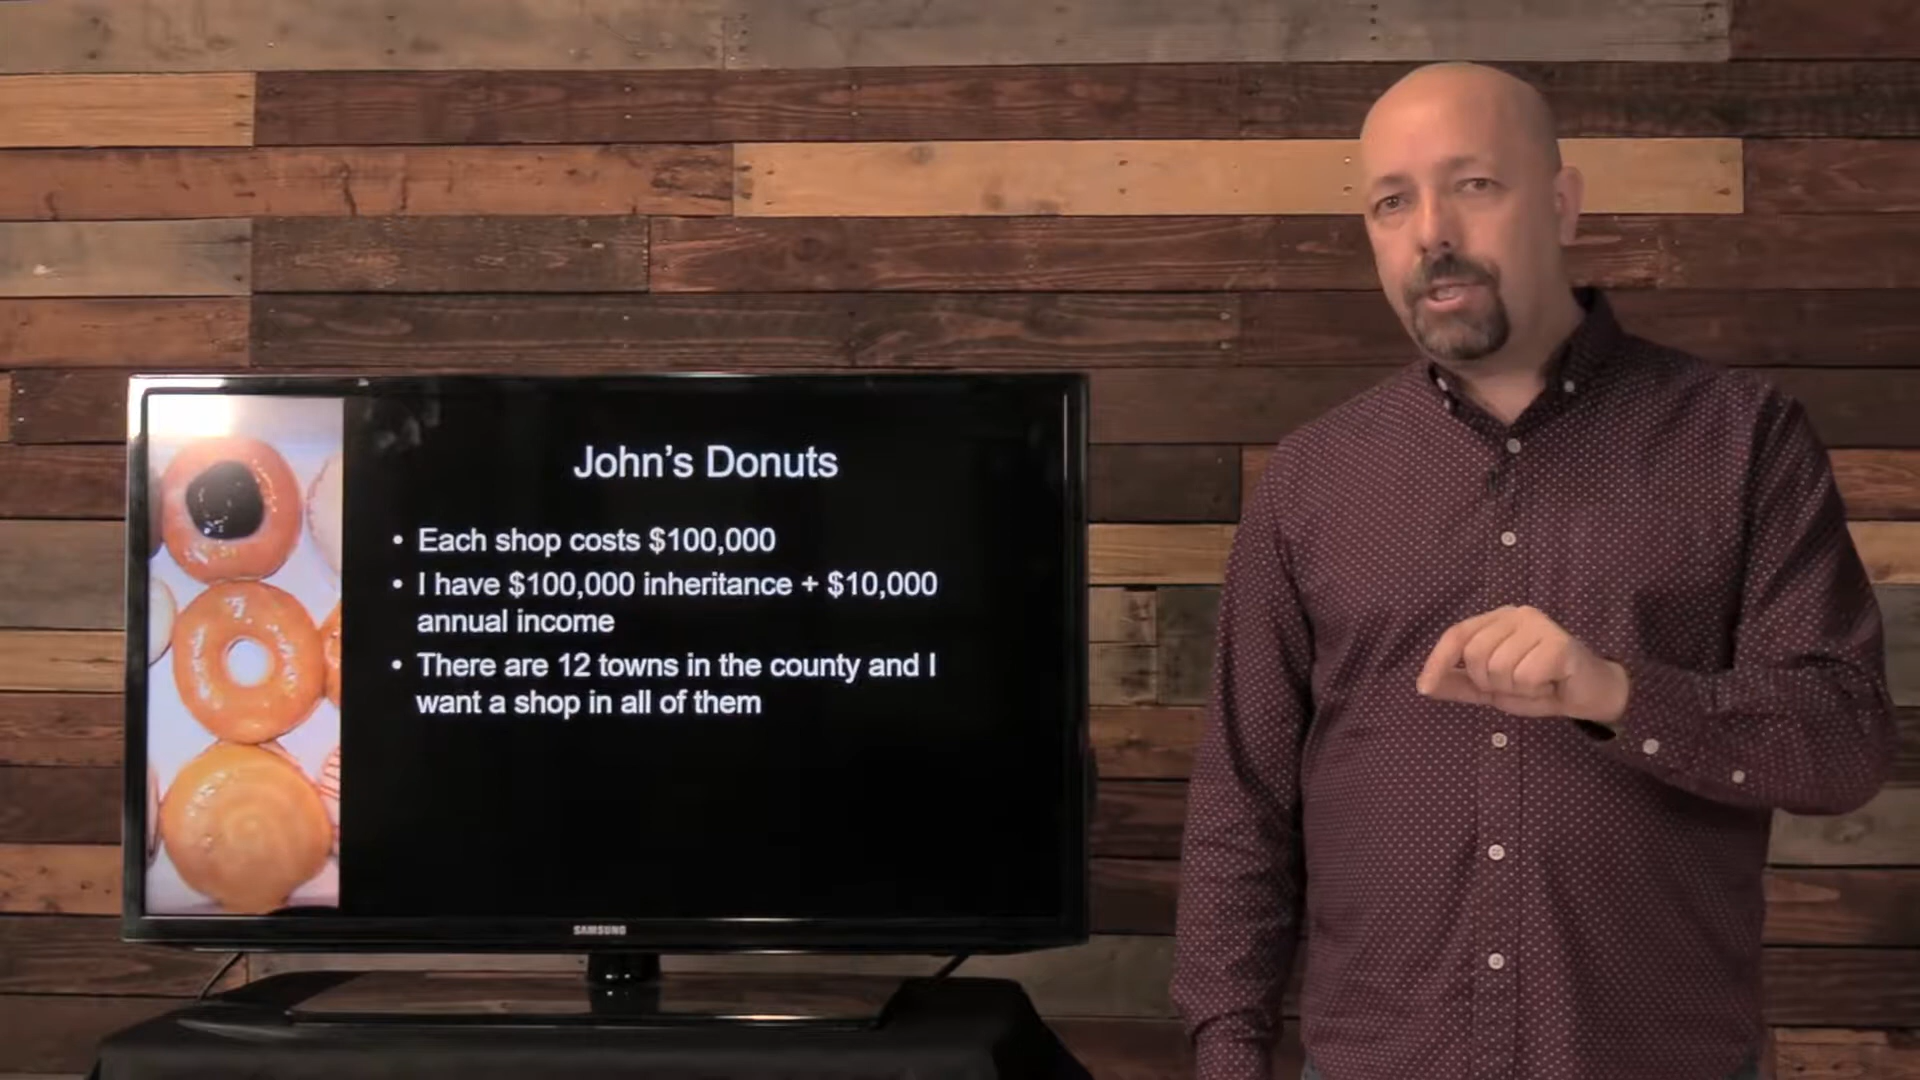 John's Donuts
• Each shop costs $100,000
• I have $100,000 inheritance + $10,000
annual income
• There are 12 towns in the county and I
want a shop in all of them
SAMSUNG